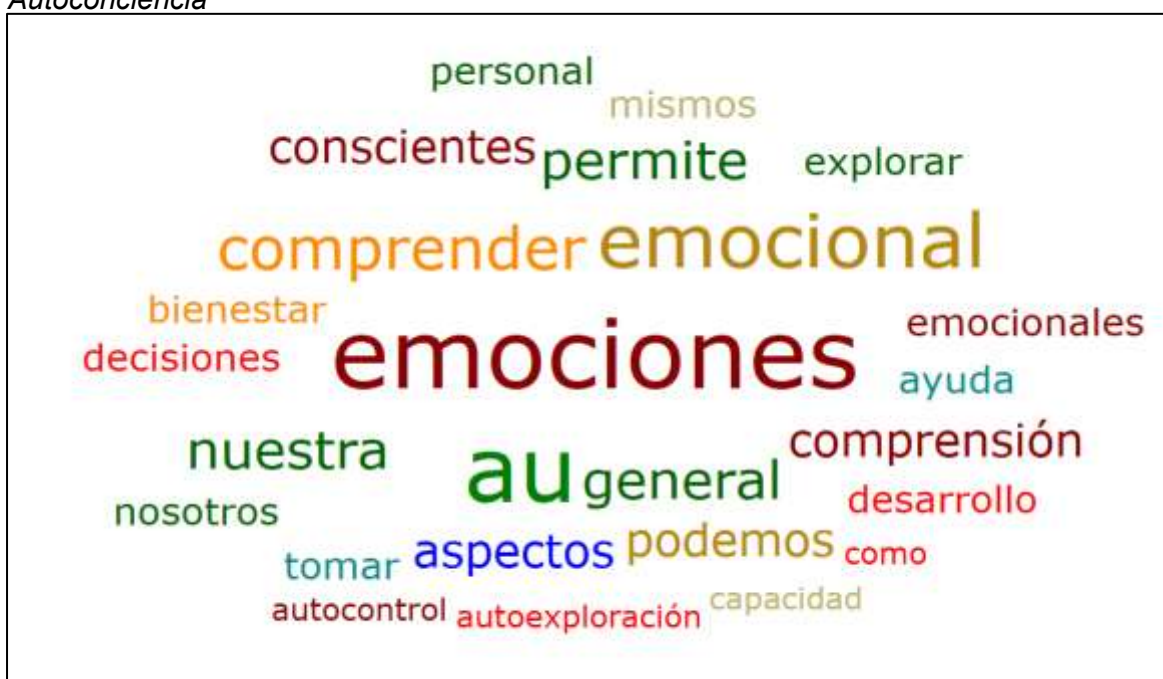 Autoconciencia
personal
mismos
conscientes permite explorar
comprender emocional
bienestar emocionales
decisiones emociones ayuda
nuestra au general comprensión
nosotros desarrollo
tomar aspectos podemos como
autocontrol autoexploración capacidad